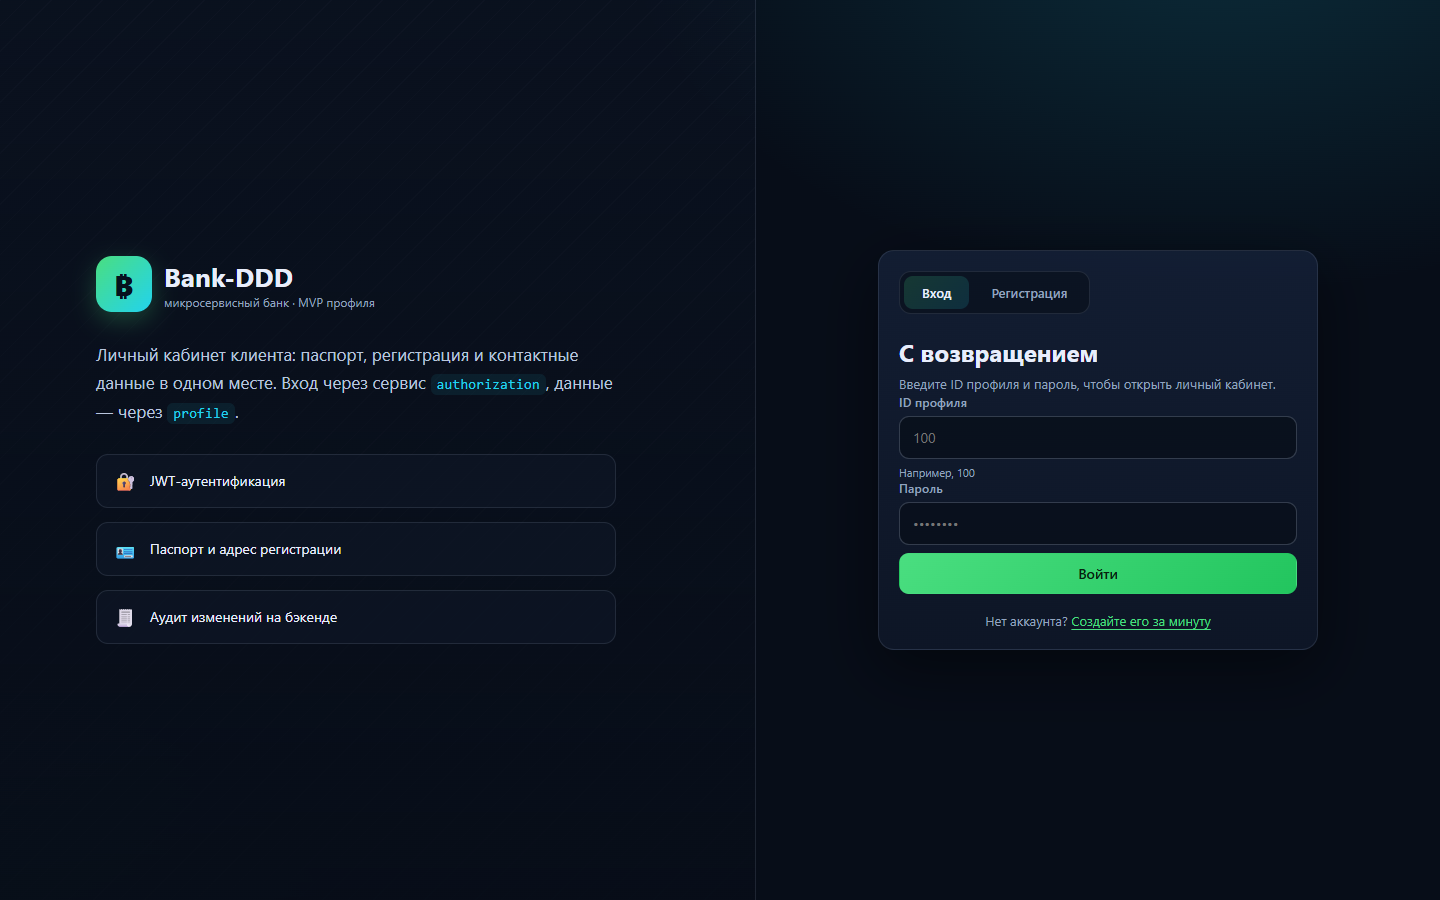 Bank-DDD
микросервисный банк · MVP профиля
Личный кабинет клиента: паспорт, регистрация и контактные
данные в одном месте. Вход через сервис authorization, данные
— через profile.
JWT-аутентификация
Паспорт и адрес регистрации
Аудит изменений на бэкенде
Вход
Регистрация
С возвращением
Введите ID профиля и пароль, чтобы открыть личный кабинет.
ID профиля
100
Например, 100
Пароль
••••••••
Войти
Нет аккаунта? Создайте его за минуту